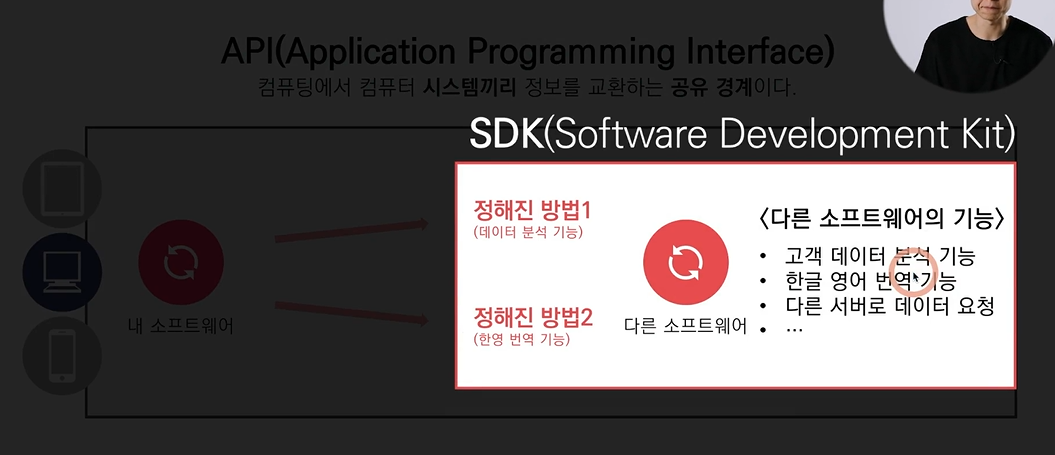 API(Application Programming Interface)
컴퓨팅에서 컴퓨터 시스템끼리 정보를 교환하는 공유 경계이다.
SDK(Software Development Kit)
내 소프트웨어
정해진 방법1
(데이터 분석 기능)
정해진 방법2
(한영 번역 기능)
다른 소프트웨어
<다른 소프트웨어의 기능>
• 고객 데이터 분석 기능
• 한글 영어 번역 기능
• 다른 서버로 데이터 요청
• ...